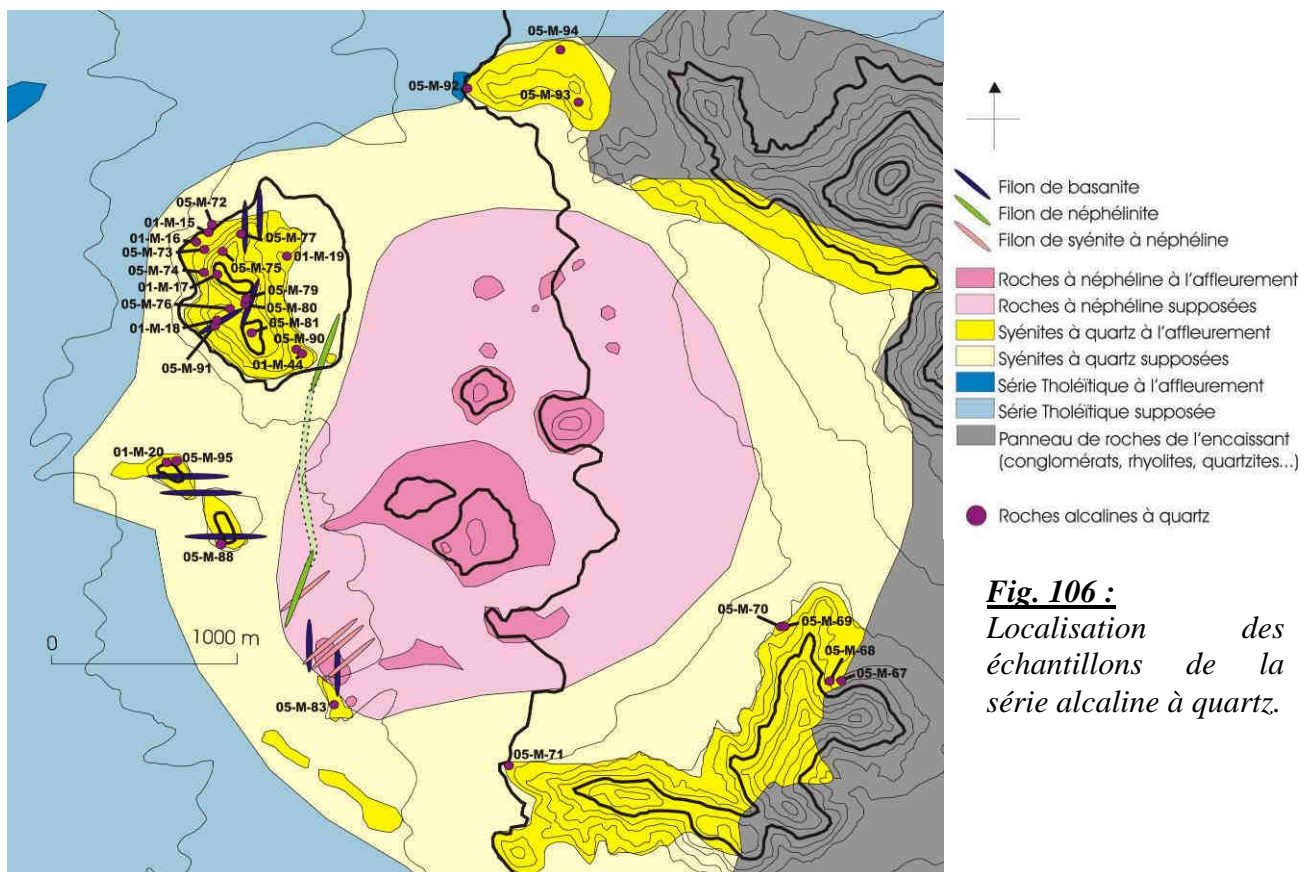 05-M-94
05-M-92
05-M-93
05-M-72
01-M-15
01-M-16
05-M-77
05-M-73
01-M-19
05-M-74
05-M-75
01-M-17
05-M-79
05-M-76
05-M-80
01-M-18
05-M-81
05-M-90
05-M-91
01-M-44
01-M-20
05-M-95
05-M-88
0
1000 m
05-M-70
05-M-69
05-M-68
05-M-67
05-M-83
05-M-71
Filon de basanite
Filon de néphélinite
Filon de syénite à néphéline
Roches à néphéline à l'affleurement
Roches à néphéline supposées
Syénites à quartz à l'affleurement
Syénites à quartz supposées
Série Tholéïtique à l'affleurement
Série Tholéïtique supposée
Panneau de roches de l'encaissant
(conglomérats, rhyolites, quartzites...)
Roches alcalines à quartz
Fig. 106 :
Localisation des
échantillons de la
série alcaline à quartz.